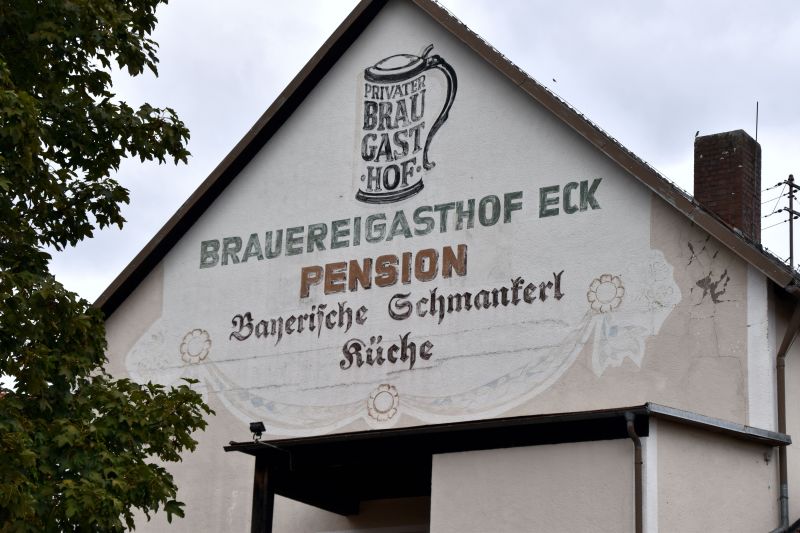 PRIVATER
BRAU
GAST
·HOF·
BRAUEREIGASTHOF ECK
PENSION
Bayerische Schmankerl
Küche